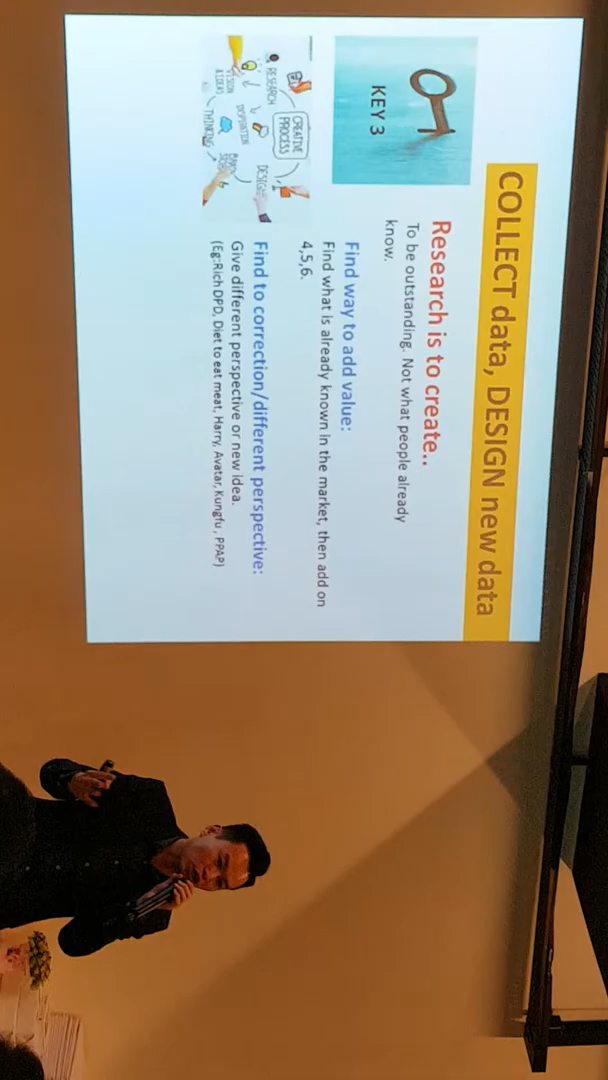 COLLECT data, DESIGN new data
KEY 3
Research is to create..
To be outstanding. Not what people already
know.
Find way to add value:
Find what is already known in the market, then add on
4,5,6.
Find to correction/different perspective:
Give different perspective or new idea.
(Eg:Rich DPD, Diet to eat meat, Harry, Avatar, Kungfu , PPAP)
CREATIVE
PROCESS
RESEARCH
DESIGN
VISION
& IDEAS
THINKING